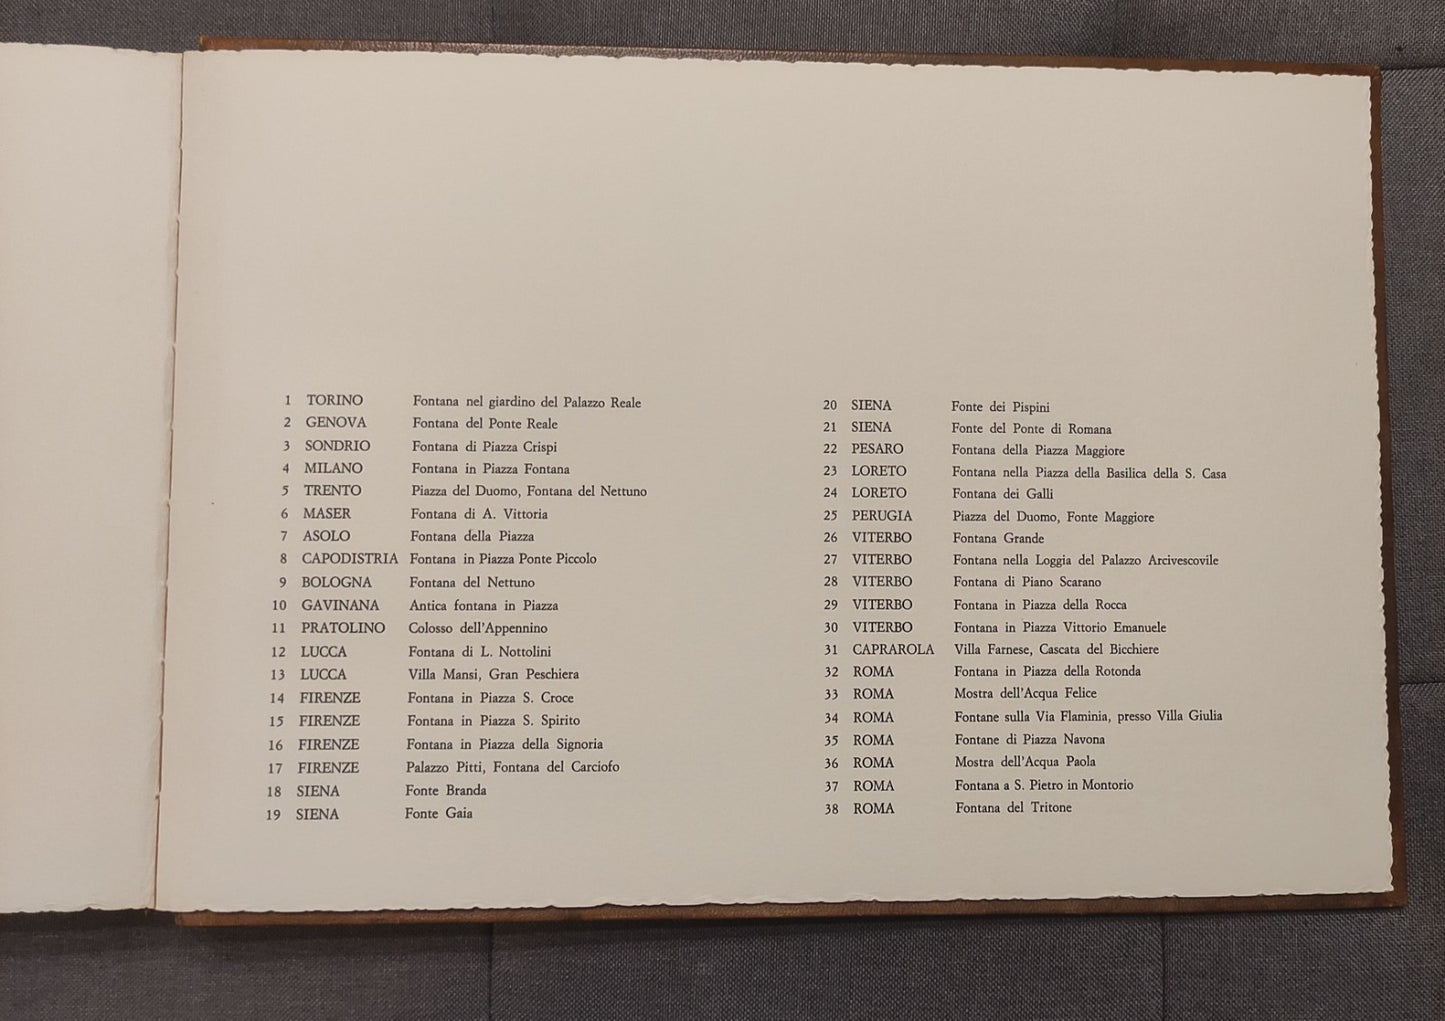 1 TORINO Fontana nel giardino del Palazzo Reale
2 GENOVA Fontana del Ponte Reale
3 SONDRIO Fontana di Piazza Crispi
4 MILANO Fontana in Piazza Fontana
5 TRENTO Piazza del Duomo, Fontana del Nettuno
6 MASER Fontana di A. Vittoria
7 ASOLO Fontana della Piazza
8 CAPODISTRIA Fontana in Piazza Ponte Piccolo
9 BOLOGNA Fontana del Nettuno
10 GAVINANA Antica fontana in Piazza
11 PRATOLINO Colosso dell'Appennino
12 LUCCA Fontana di L. Nottolini
13 LUCCA Villa Mansi, Gran Peschiera
14 FIRENZE Fontana in Piazza S. Croce
15 FIRENZE Fontana in Piazza S. Spirito
16 FIRENZE Fontana in Piazza della Signoria
17 FIRENZE Palazzo Pitti, Fontana del Carciofo
18 SIENA Fonte Branda
19 SIENA Fonte Gaia
20 SIENA Fonte dei Pispini
21 SIENA Fonte del Ponte di Romana
22 PESARO Fontana della Piazza Maggiore
23 LORETO Fontana nella Piazza della Basilica della S. Casa
24 LORETO Fontana dei Galli
25 PERUGIA Piazza del Duomo, Fonte Maggiore
26 VITERBO Fontana Grande
27 VITERBO Fontana nella Loggia del Palazzo Arcivescovile
28 VITERBO Fontana di Piano Scarano
29 VITERBO Fontana in Piazza della Rocca
30 VITERBO Fontana in Piazza Vittorio Emanuele
31 CAPRAROLA Villa Farnese, Cascata del Bicchiere
32 ROMA Fontana in Piazza della Rotonda
33 ROMA Mostra dell'Acqua Felice
34 ROMA Fontane sulla Via Flaminia, presso Villa Giulia
35 ROMA Fontane di Piazza Navona
36 ROMA Mostra dell'Acqua Paola
37 ROMA Fontana a S. Pietro in Montorio
38 ROMA Fontana del Tritone